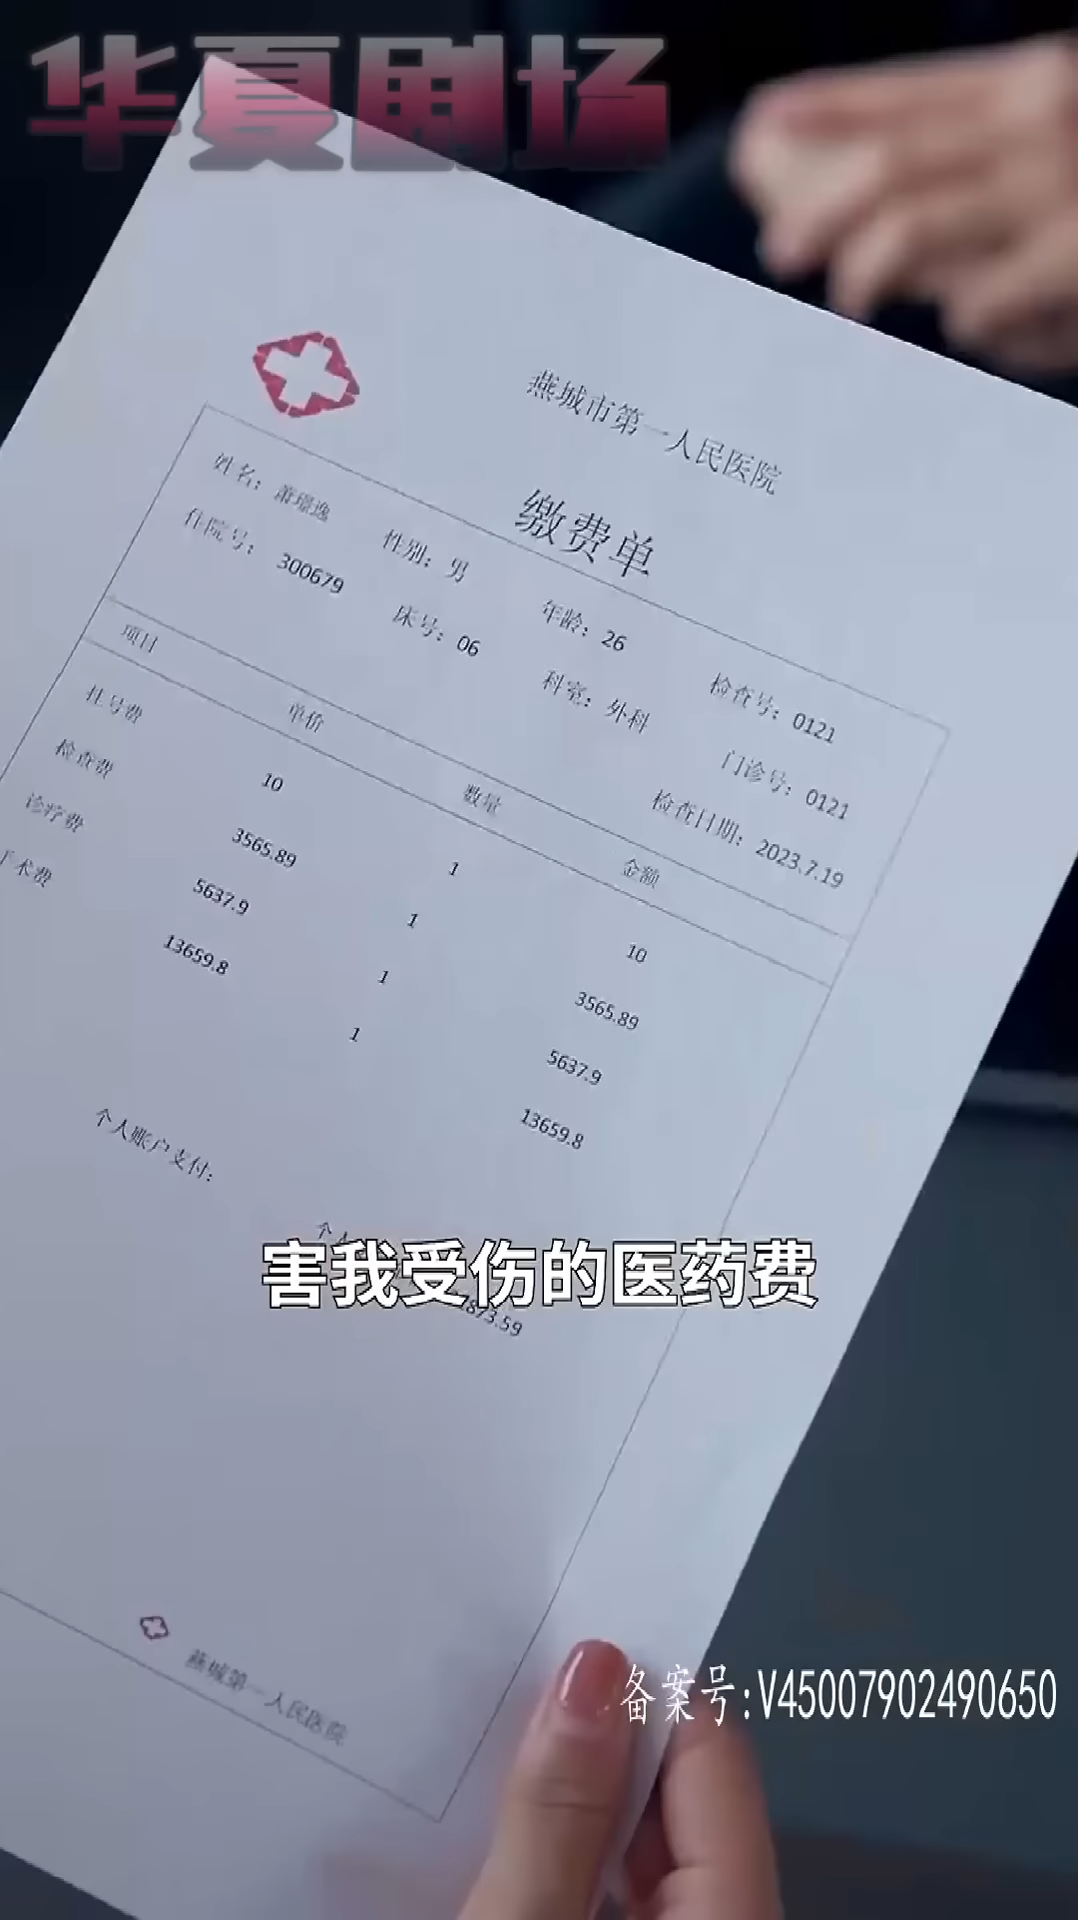 华夏剧场
燕城市第一人民医院
缴费单
姓名：萧璟逸 性别：男 年龄：26 检查号：0121
住院号：300679 床号：06 科室：外科 门诊号：0121
检查日期：2023.7.19
项目 单价 数量 金额
挂号费 10 1 10
检查费 3565.89 1 3565.89
诊疗费 5637.9 1 5637.9
手术费 13659.8 1 13659.8
个人账户支付：
个人
873.59
害我受伤的医药费
燕城第一人民医院
备案号:V45007902490650